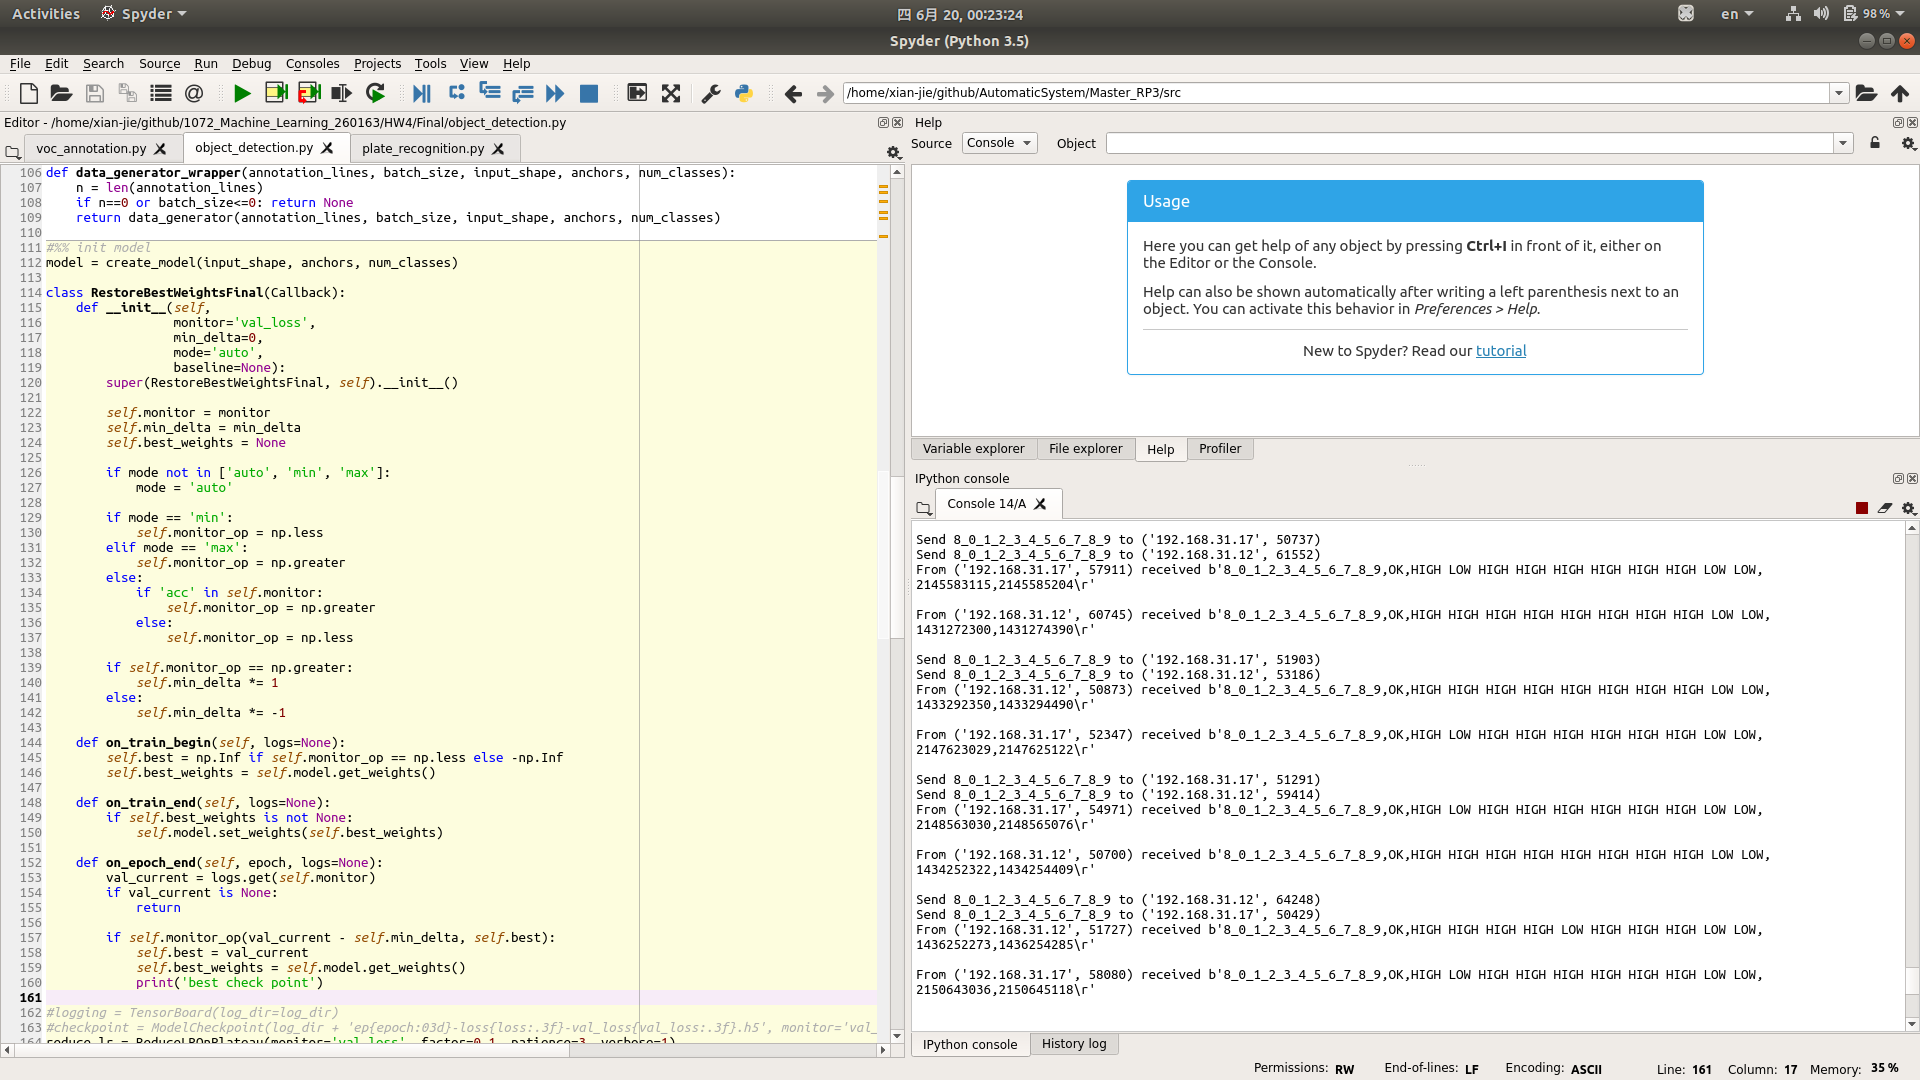 Activities Spyder 四 6月 20, 00:23:24 en 98%
Spyder (Python 3.5)
File Edit Search Source Run Debug Consoles Projects Tools View Help
/home/xian-jie/github/AutomaticSystem/Master_RP3/src
Editor - /home/xian-jie/github/1072_Machine_Learning_260163/HW4/Final/object_detection.py
voc_annotation.py object_detection.py plate_recognition.py
106 def data_generator_wrapper(annotation_lines, batch_size, input_shape, anchors, num_classes):
107     n = len(annotation_lines)
108     if n==0 or batch_size<=0: return None
109     return data_generator(annotation_lines, batch_size, input_shape, anchors, num_classes)
110
111 #%% init model
112 model = create_model(input_shape, anchors, num_classes)
113
114 class RestoreBestWeightsFinal(Callback):
115     def __init__(self,
116                  monitor='val_loss',
117                  min_delta=0,
118                  mode='auto',
119                  baseline=None):
120         super(RestoreBestWeightsFinal, self).__init__()
121
122         self.monitor = monitor
123         self.min_delta = min_delta
124         self.best_weights = None
125
126         if mode not in ['auto', 'min', 'max']:
127             mode = 'auto'
128
129         if mode == 'min':
130             self.monitor_op = np.less
131         elif mode == 'max':
132             self.monitor_op = np.greater
133         else:
134             if 'acc' in self.monitor:
135                 self.monitor_op = np.greater
136             else:
137                 self.monitor_op = np.less
138
139         if self.monitor_op == np.greater:
140             self.min_delta *= 1
141         else:
142             self.min_delta *= -1
143
144     def on_train_begin(self, logs=None):
145         self.best = np.Inf if self.monitor_op == np.less else -np.Inf
146         self.best_weights = self.model.get_weights()
147
148     def on_train_end(self, logs=None):
149         if self.best_weights is not None:
150             self.model.set_weights(self.best_weights)
151
152     def on_epoch_end(self, epoch, logs=None):
153         val_current = logs.get(self.monitor)
154         if val_current is None:
155             return
156
157         if self.monitor_op(val_current - self.min_delta, self.best):
158             self.best = val_current
159             self.best_weights = self.model.get_weights()
160             print('best check point')
161
162 #logging = TensorBoard(log_dir=log_dir)
163 #checkpoint = ModelCheckpoint(log_dir + 'ep{epoch:03d}-loss{loss:.3f}-val_loss{val_loss:.3f}.h5', monitor='val_
164 reduce_lr = ReduceLROnPlateau(monitor='val_loss', factor=0.1, patience=3, verbose=1)
Help
Source Console Object
Usage
Here you can get help of any object by pressing Ctrl+I in front of it, either on
the Editor or the Console.
Help can also be shown automatically after writing a left parenthesis next to an
object. You can activate this behavior in Preferences > Help.
New to Spyder? Read our tutorial
Variable explorer File explorer Help Profiler
IPython console
Console 14/A
Send 8_0_1_2_3_4_5_6_7_8_9 to ('192.168.31.17', 50737)
Send 8_0_1_2_3_4_5_6_7_8_9 to ('192.168.31.12', 61552)
From ('192.168.31.17', 57911) received b'8_0_1_2_3_4_5_6_7_8_9,OK,HIGH LOW HIGH HIGH HIGH HIGH HIGH HIGH LOW LOW,
2145583115,2145585204\r'
From ('192.168.31.12', 60745) received b'8_0_1_2_3_4_5_6_7_8_9,OK,HIGH HIGH HIGH HIGH HIGH HIGH HIGH HIGH LOW LOW,
1431272300,1431274390\r'
Send 8_0_1_2_3_4_5_6_7_8_9 to ('192.168.31.17', 51903)
Send 8_0_1_2_3_4_5_6_7_8_9 to ('192.168.31.12', 53186)
From ('192.168.31.12', 50873) received b'8_0_1_2_3_4_5_6_7_8_9,OK,HIGH HIGH HIGH HIGH HIGH HIGH HIGH HIGH LOW LOW,
1433292350,1433294490\r'
From ('192.168.31.17', 52347) received b'8_0_1_2_3_4_5_6_7_8_9,OK,HIGH LOW HIGH HIGH HIGH HIGH HIGH HIGH LOW LOW,
2147623029,2147625122\r'
Send 8_0_1_2_3_4_5_6_7_8_9 to ('192.168.31.17', 51291)
Send 8_0_1_2_3_4_5_6_7_8_9 to ('192.168.31.12', 59414)
From ('192.168.31.17', 54971) received b'8_0_1_2_3_4_5_6_7_8_9,OK,HIGH LOW HIGH HIGH HIGH HIGH HIGH HIGH LOW LOW,
2148563030,2148565076\r'
From ('192.168.31.12', 50700) received b'8_0_1_2_3_4_5_6_7_8_9,OK,HIGH HIGH HIGH HIGH HIGH HIGH HIGH HIGH LOW LOW,
1434252322,1434254409\r'
Send 8_0_1_2_3_4_5_6_7_8_9 to ('192.168.31.12', 64248)
Send 8_0_1_2_3_4_5_6_7_8_9 to ('192.168.31.17', 50429)
From ('192.168.31.12', 51727) received b'8_0_1_2_3_4_5_6_7_8_9,OK,HIGH HIGH HIGH HIGH LOW HIGH HIGH HIGH LOW LOW,
1436252273,1436254285\r'
From ('192.168.31.17', 58080) received b'8_0_1_2_3_4_5_6_7_8_9,OK,HIGH LOW HIGH HIGH HIGH HIGH HIGH HIGH LOW LOW,
2150643036,2150645118\r'
IPython console History log
Permissions: RW End-of-lines: LF Encoding: ASCII Line: 161 Column: 17 Memory: 35 %